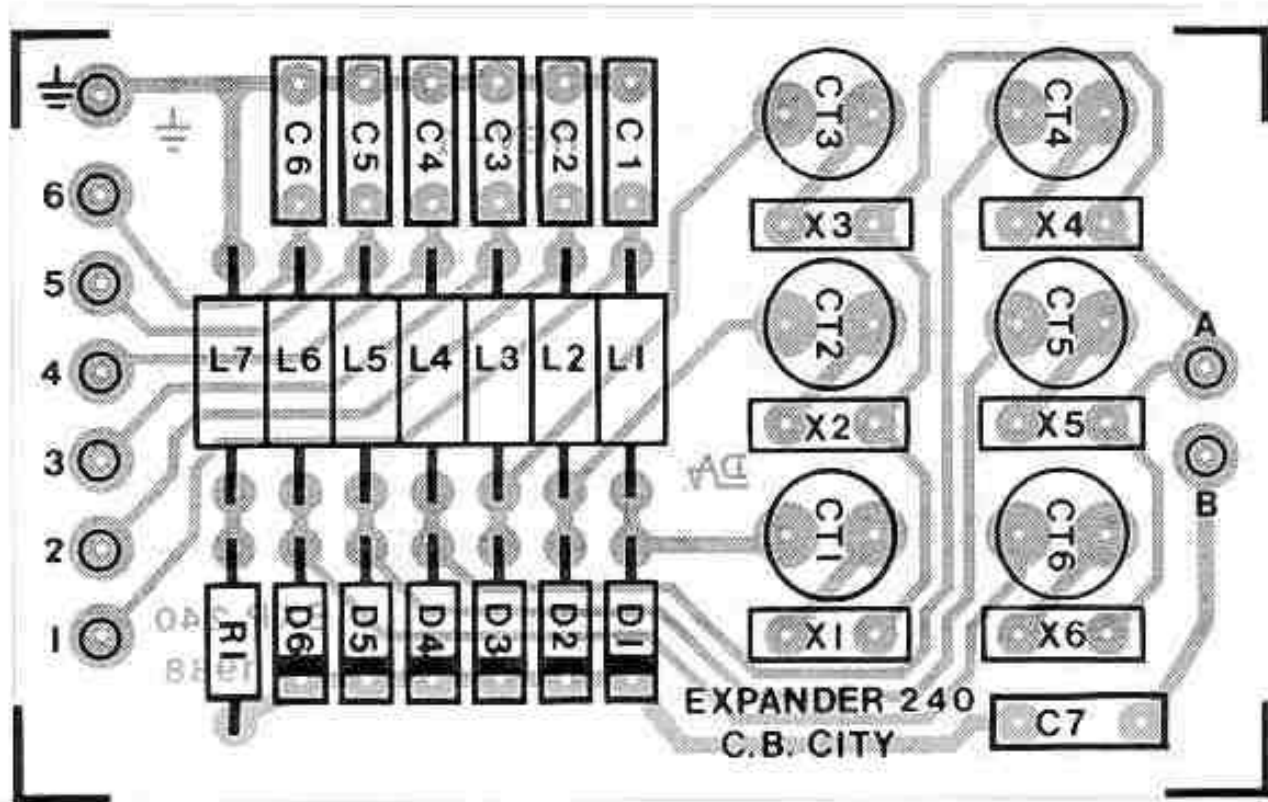 6
5
4
3
2
1
C6 C5 C4 C3 C2 C1
L7 L6 L5 L4 L3 L2 L1
R1 D6 D5 D4 D3 D2 D1
CT3 CT4
X3 X4
CT2 CT5
X2 X5
CT1 CT6
X1 X6
A
B
C7
DA
EXPANDER 240
C.B. CITY